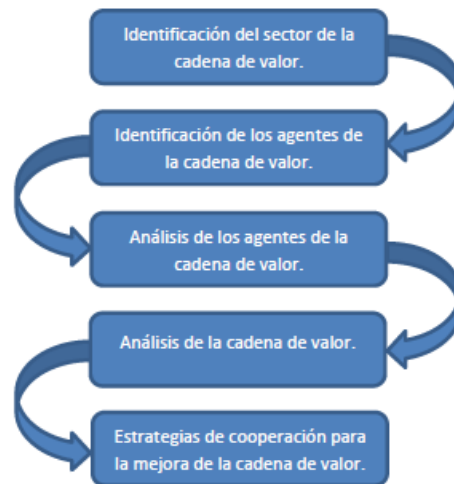 Identificación del sector de la
cadena de valor.
Identificación de los agentes de
la cadena de valor.
Análisis de los agentes de la
cadena de valor.
Análisis de la cadena de valor.
Estrategias de cooperación para
la mejora de la cadena de valor.